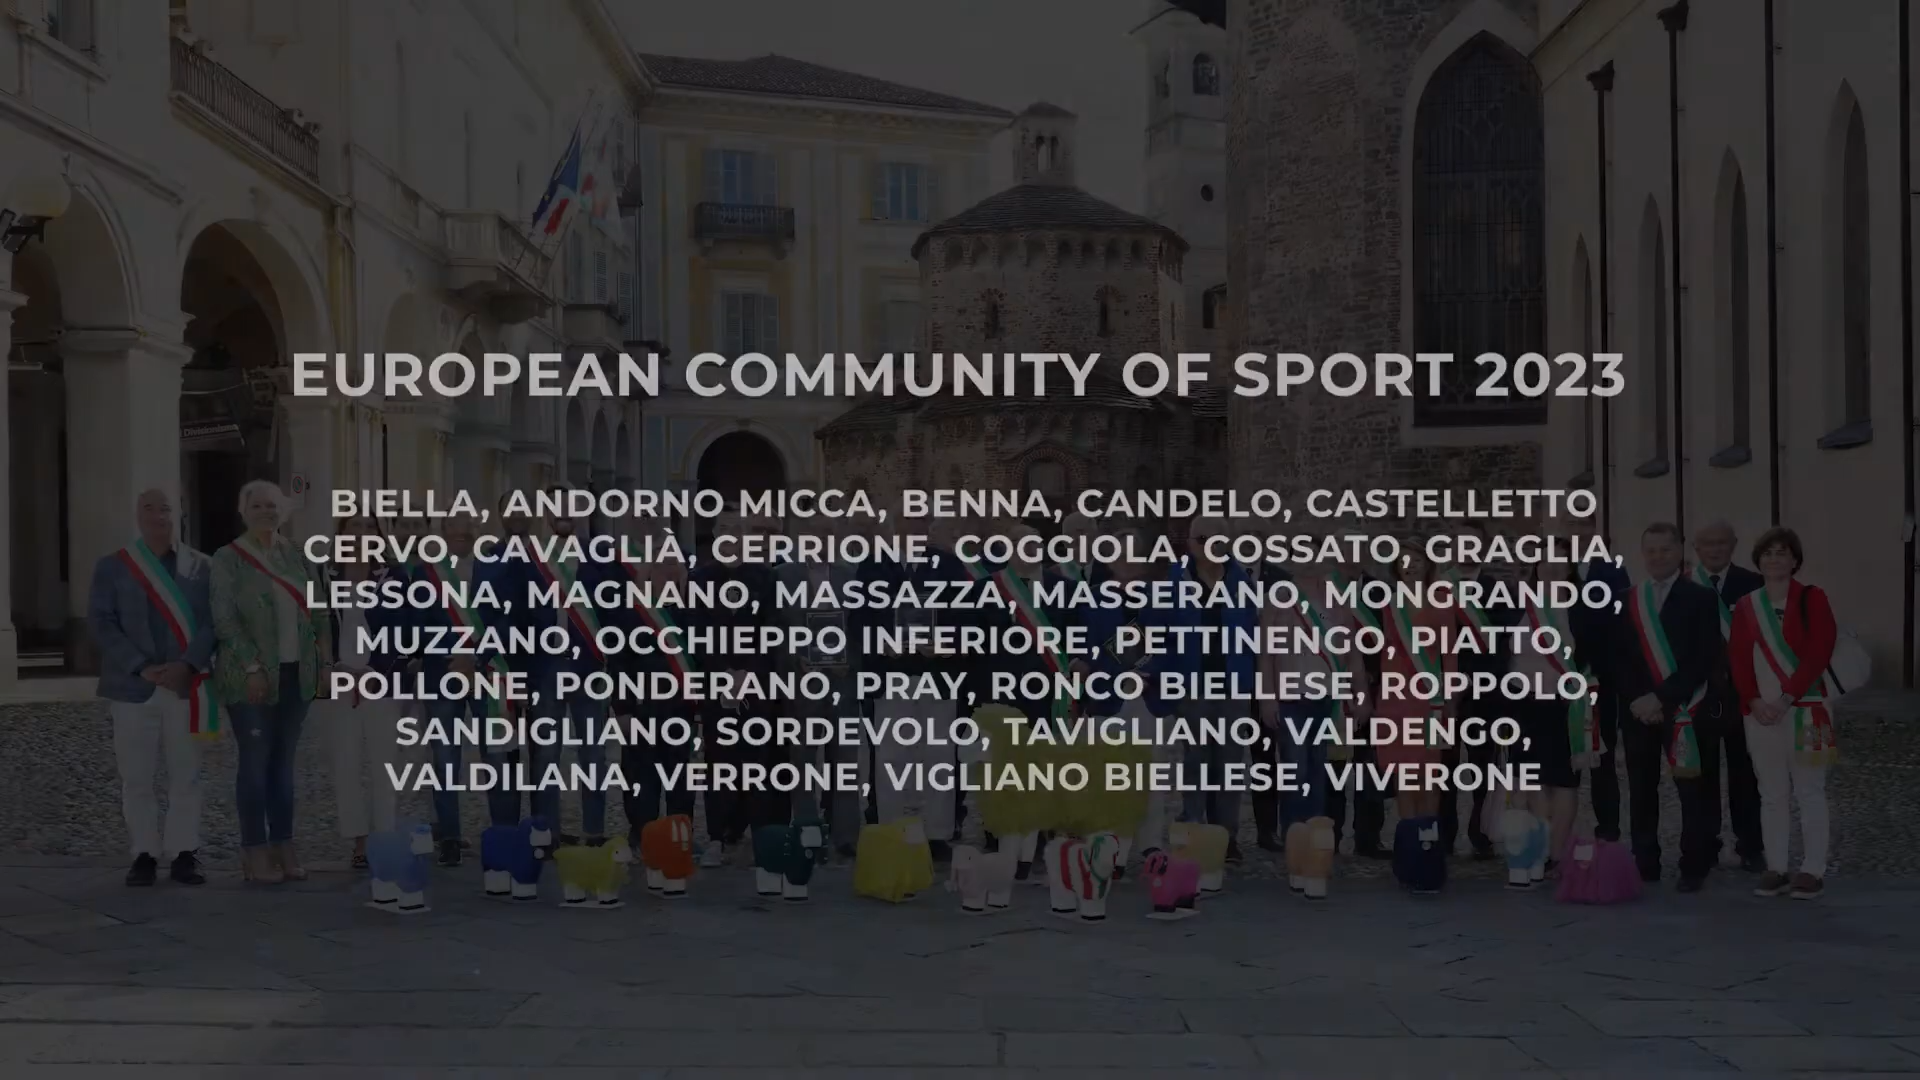 EUROPEAN COMMUNITY OF SPORT 2023
BIELLA, ANDORNO MICCA, BENNA, CANDELO, CASTELLETTO
CERVO, CAVAGLIÀ, CERRIONE, COGGIOLA, COSSATO, GRAGLIA,
LESSONA, MAGNANO, MASSAZZA, MASSERANO, MONGRANDO,
MUZZANO, OCCHIEPPO INFERIORE, PETTINENGO, PIATTO,
POLLONE, PONDERANO, PRAY, RONCO BIELLESE, ROPPOLO,
SANDIGLIANO, SORDEVOLO, TAVIGLIANO, VALDENGO,
VALDILANA, VERRONE, VIGLIANO BIELLESE, VIVERONE